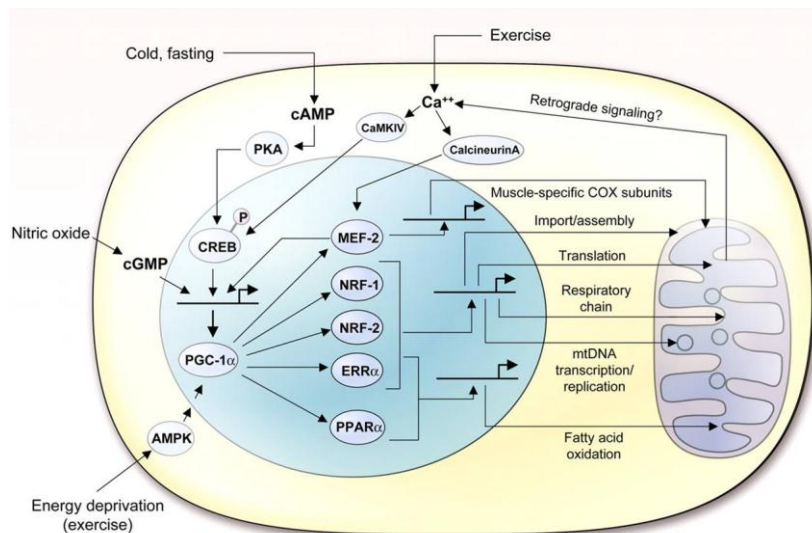 Exercise
Cold, fasting
cAMP
Ca++
Retrograde signaling?
CaMKIV
PKA
CalcineurinA
Muscle-specific COX subunits
P
Import/assembly
Nitric oxide
CREB
MEF-2
cGMP
Translation
NRF-1
Respiratory
chain
NRF-2
PGC-1α
mtDNA
transcription/
replication
ERRα
AMPK
PPARα
Fatty acid
oxidation
Energy deprivation
(exercise)